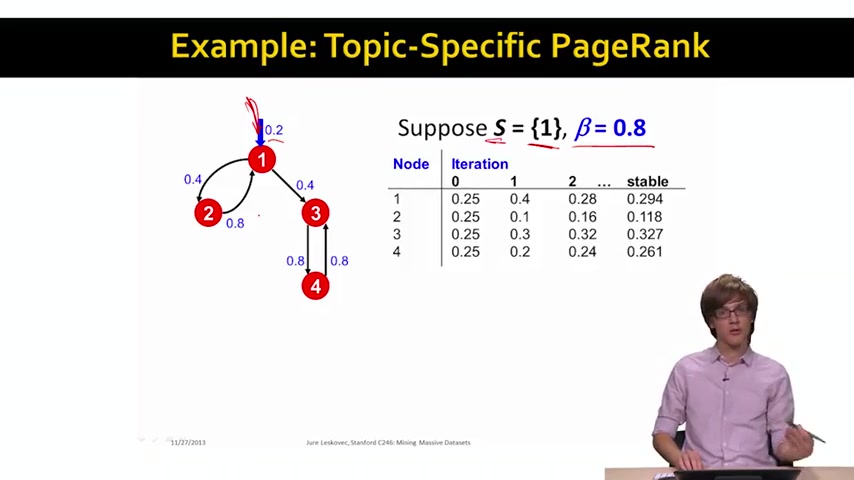 Example: Topic-Specific PageRank
Suppose S = {1}, β = 0.8
0.2
1
0.4
0.4
2
3
0.8
0.8
0.8
4
Node Iteration
0 1 2 … stable
1 0.25 0.4 0.28 0.294
2 0.25 0.1 0.16 0.118
3 0.25 0.3 0.32 0.327
4 0.25 0.2 0.24 0.261
11/27/2013 Jure Leskovec, Stanford C246: Mining Massive Datasets